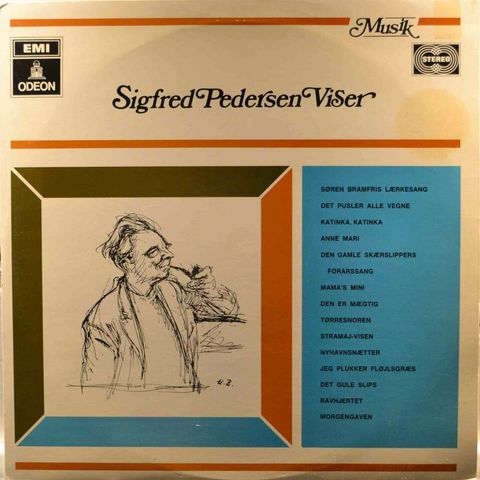 Musik
EMI
ODEON
STEREO
Sigfred Pedersen Viser
SØREN BRAMFRIS LÆRKESANG
DET PUSLER ALLE VEGNE
KATINKA, KATINKA
ANNE MARI
DEN GAMLE SKÆRSLIPPERS
FORÅRSSANG
MAMA'S MINI
DEN ER MÆGTIG
TØRRESNOREN
STRAMAJ-VISEN
NYHAVNSNÆTTER
JEG PLUKKER FLØJLSGRÆS
DET GULE SLIPS
RAVHJERTET
MORGENGAVEN